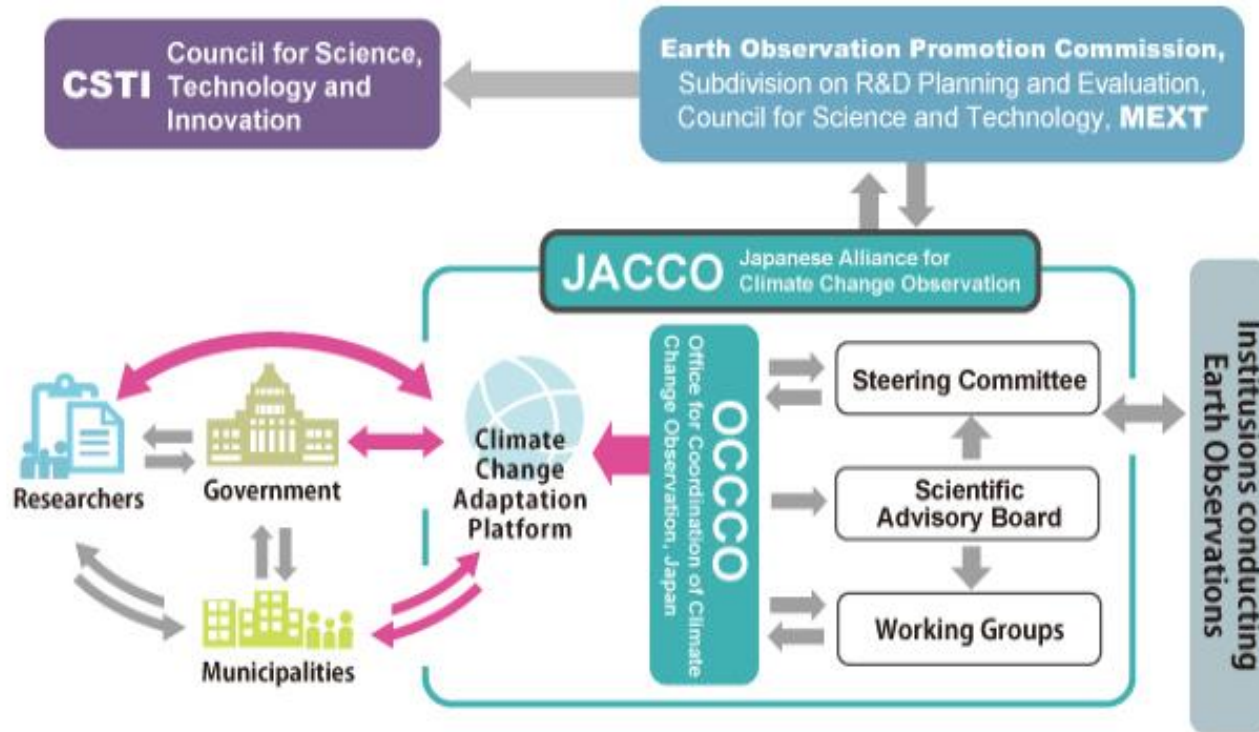 CSTI
Council for Science,
Technology and
Innovation
Earth Observation Promotion Commission,
Subdivision on R&D Planning and Evaluation,
Council for Science and Technology, MEXT
JACCO
Japanese Alliance for
Climate Change Observation
Researchers
Government
Municipalities
Climate
Change
Adaptation
Platform
OCCCO
Office for Coordination of Climate
Change Observation, Japan
Steering Committee
Scientific
Advisory Board
Working Groups
Institusions conducting
Earth Observations